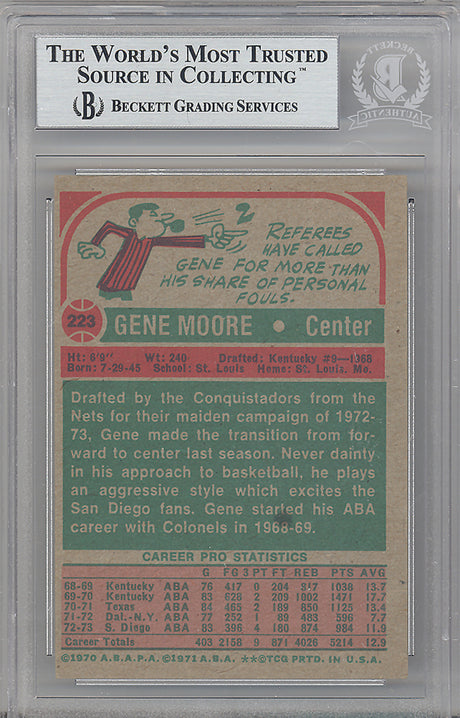 THE WORLD'S MOST TRUSTED
SOURCE IN COLLECTING™
B BECKETT GRADING SERVICES
BECKETT
B
AUTHENTIC
2
REFEREES
HAVE CALLED
GENE FOR MORE THAN
HIS SHARE OF PERSONAL
FOULS.
223 GENE MOORE • Center
Ht: 6'9" Wt: 240 Drafted: Kentucky #9—1968
Born: 7-29-45 School: St. Louis Home: St. Louis, Mo.
Drafted by the Conquistadors from the
Nets for their maiden campaign of 1972-
73, Gene made the transition from for-
ward to center last season. Never dainty
in his approach to basketball, he plays
an aggressive style which excites the
San Diego fans. Gene started his ABA
career with Colonels in 1968-69.
CAREER PRO STATISTICS
G FG 3 PT FT REB PTS AVG
68-69 Kentucky ABA 76 417 0 204 1038 13.7
69-70 Kentucky ABA 83 628 2 209 1002 1471 17.7
70-71 Texas ABA 84 465 2 189 850 1125 13.4
71-72 Dal.-N.Y. ABA 77 252 1 89 483 596 7.7
72-73 S. Diego ABA 83 396 4 180 874 984 11.9
Career Totals 403 2158 9 871 4026 5214 12.9
©1970 A.B.A.P.A. ©1971 A.B.A. **©TCG PRTD. IN U.S.A.